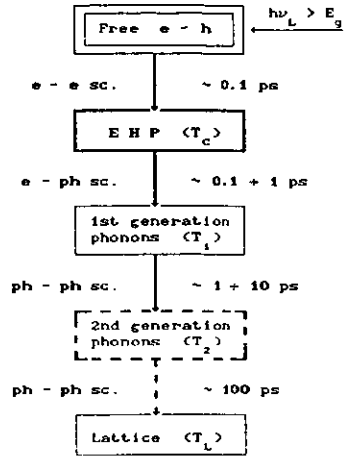 Free e - h
hν_L > E_g
e - e sc. ~ 0.1 ps
E H P (T_c)
e - ph sc. ~ 0.1 + 1 ps
1st generation
phonons (T_1)
ph - ph sc. ~ 1 + 10 ps
2nd generation
phonons (T_2)
ph - ph sc. ~ 100 ps
Lattice (T_L)